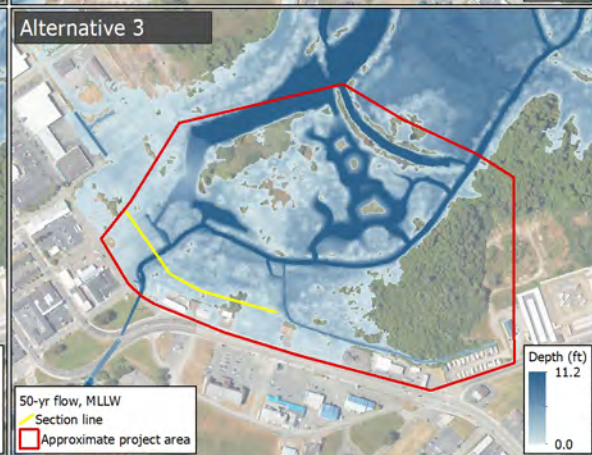 Alternative 3
50-yr flow, MLLW
Section line
Approximate project area
Depth (ft)
11.2
0.0